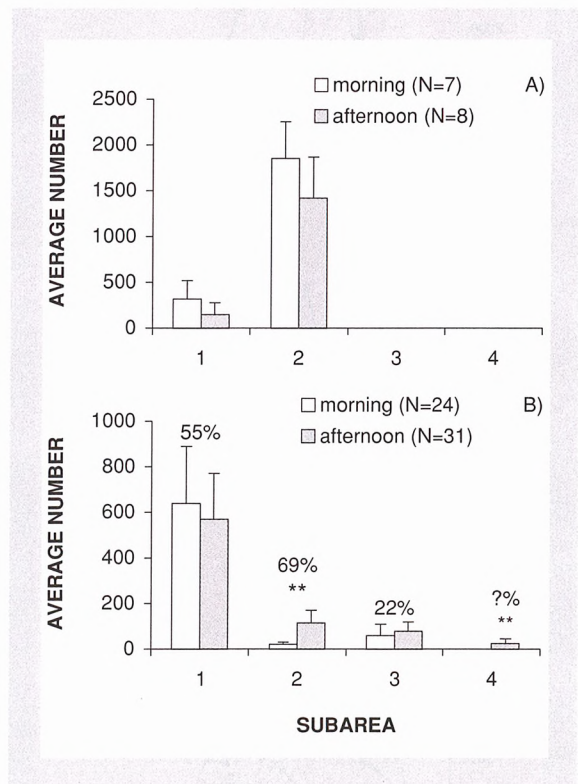 morning (N=7) A)
afternoon (N=8)
AVERAGE NUMBER
2500
2000
1500
1000
500
0
1 2 3 4
morning (N=24) B)
afternoon (N=31)
AVERAGE NUMBER
1000
800
600
400
200
0
55%
69%
**
22%
?%
**
1 2 3 4
SUBAREA